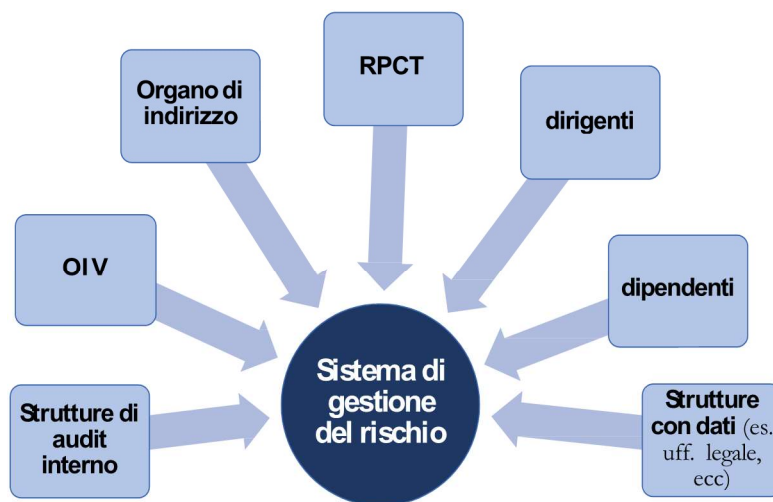 RPCT
Organo di
indirizzo
dirigenti
OIV
dipendenti
Sistema di
gestione
del rischio
Strutture di
audit
interno
Strutture
con dati (es.
uff. legale,
ecc)